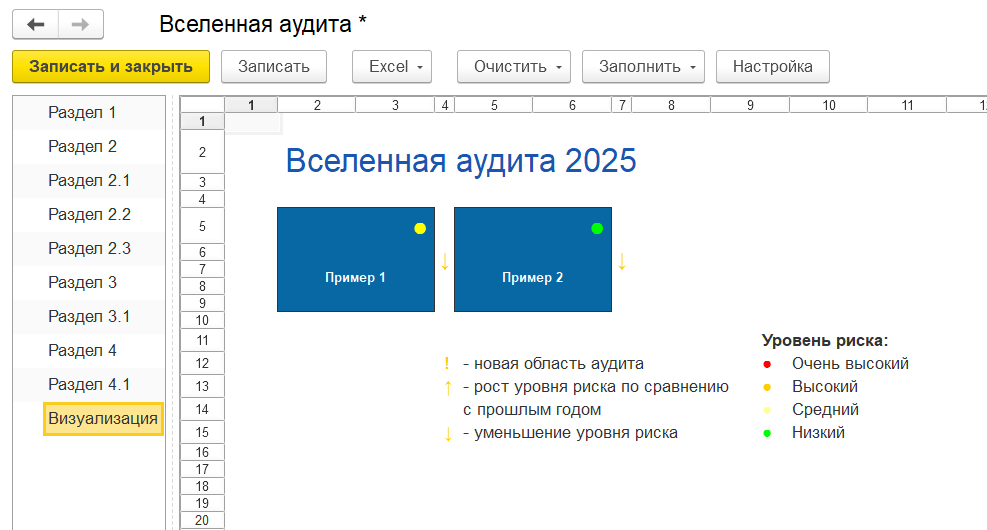 Вселенная аудита *
Записать и закрыть Записать Excel Очистить Заполнить Настройка
Раздел 1
Раздел 2
Раздел 2.1
Раздел 2.2
Раздел 2.3
Раздел 3
Раздел 3.1
Раздел 4
Раздел 4.1
Визуализация
1 2 3 4 5 6 7 8 9 10 11 12
1
2
3
4
5
6
7
8
9
10
11
12
13
14
15
16
17
18
19
20
Вселенная аудита 2025
Пример 1 ↓ Пример 2 ↓
! - новая область аудита
↑ - рост уровня риска по сравнению
с прошлым годом
↓ - уменьшение уровня риска
Уровень риска:
Очень высокий
Высокий
Средний
Низкий